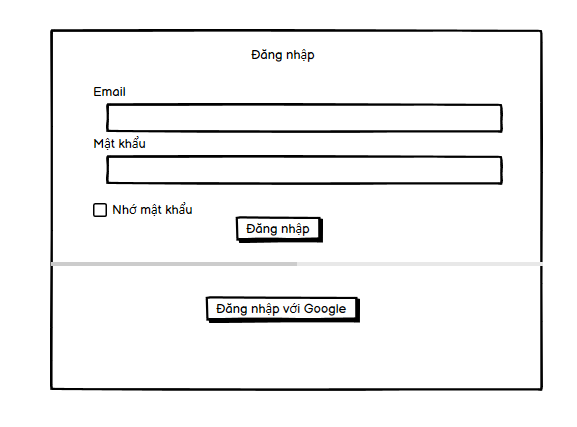 Đăng nhập
Email
Mật khẩu
Nhớ mật khẩu
Đăng nhập
Đăng nhập với Google